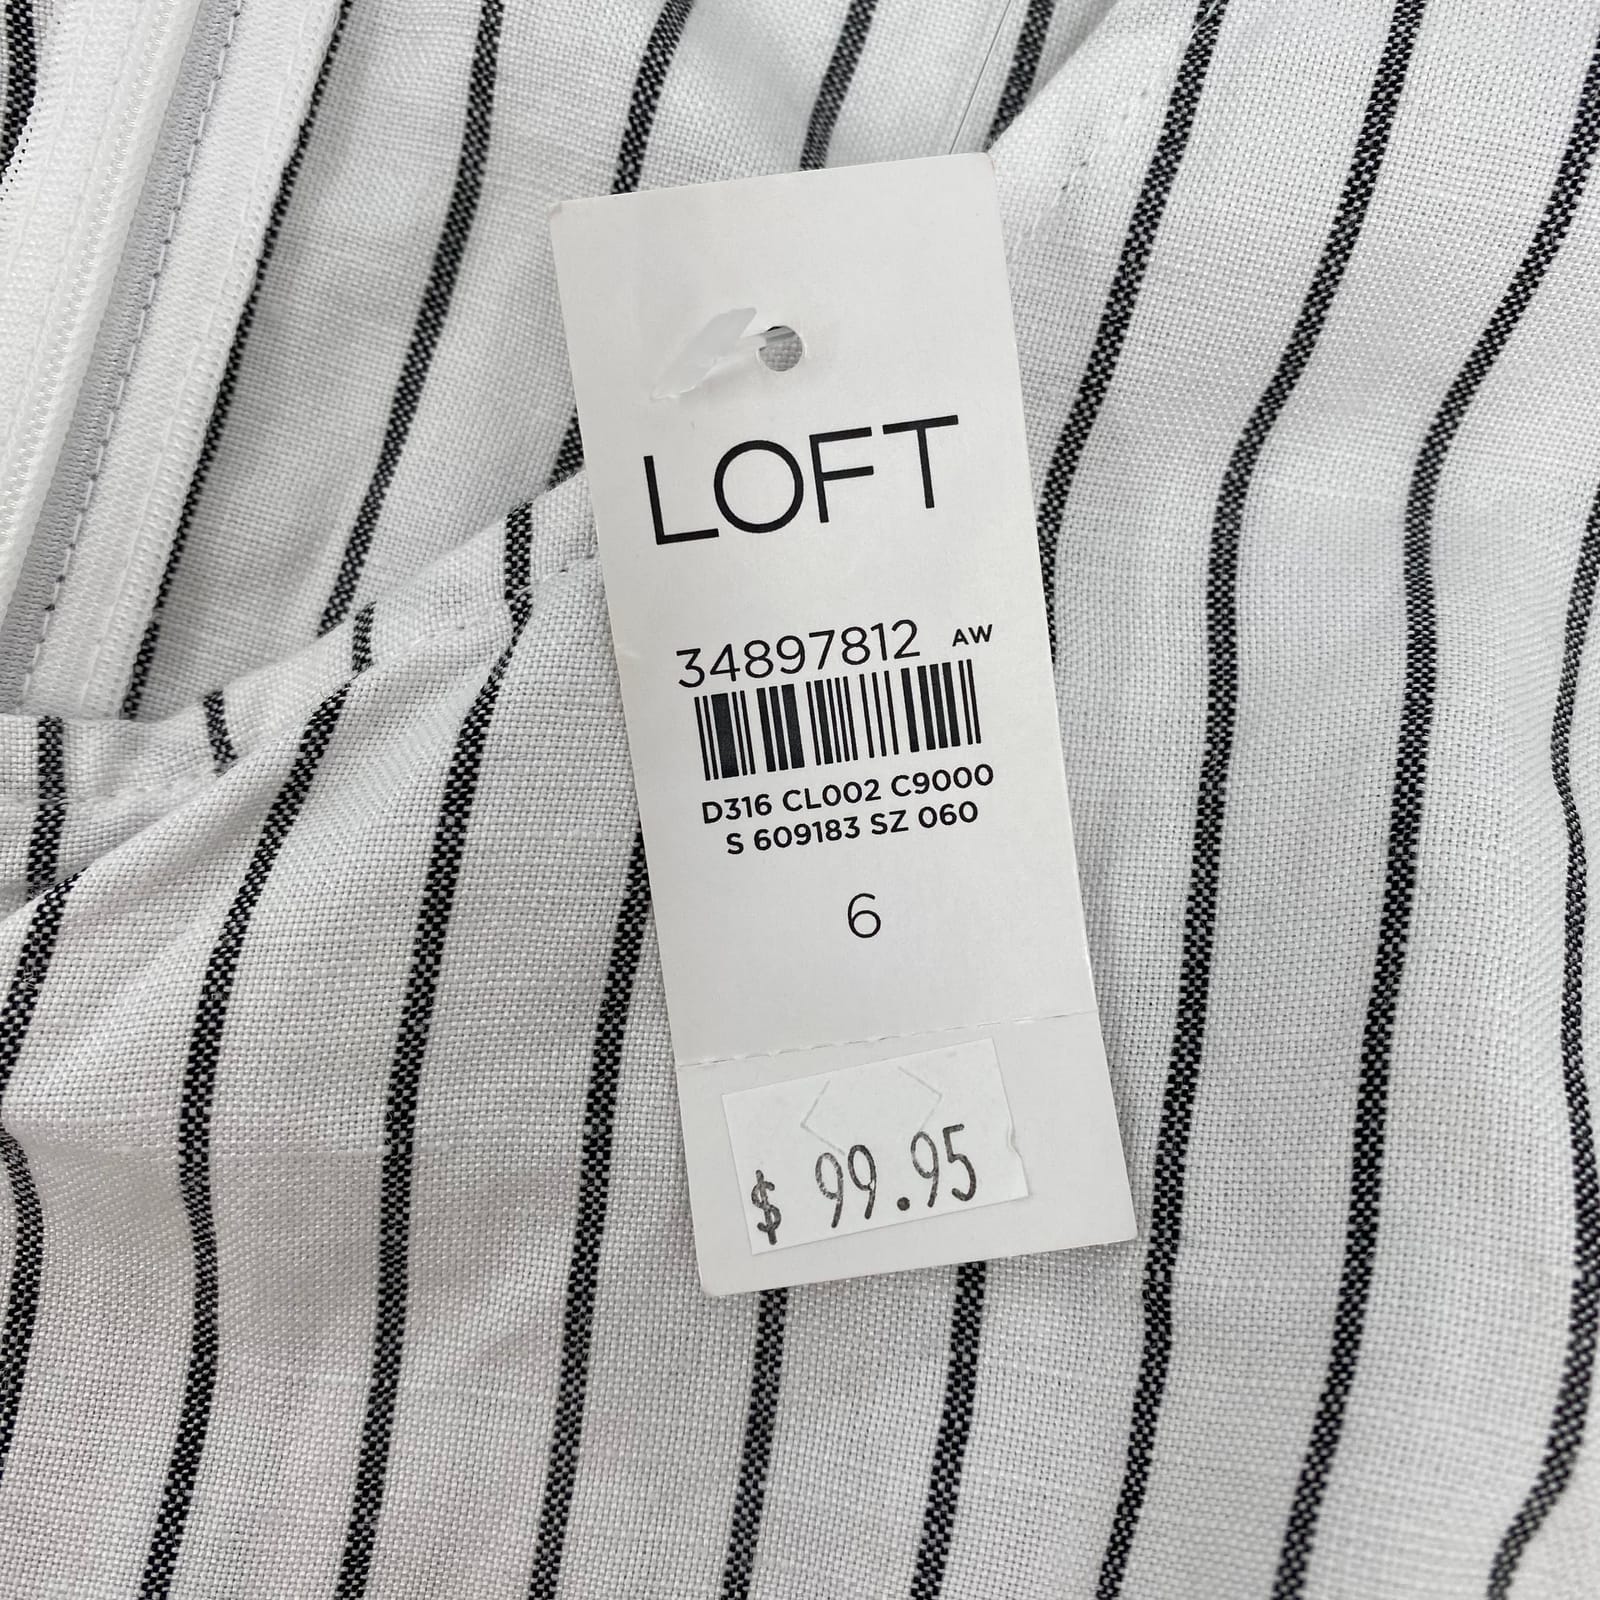 LOFT
34897812 AW
D316 CL002 C9000
S 609183 SZ 060
6
$ 99.95